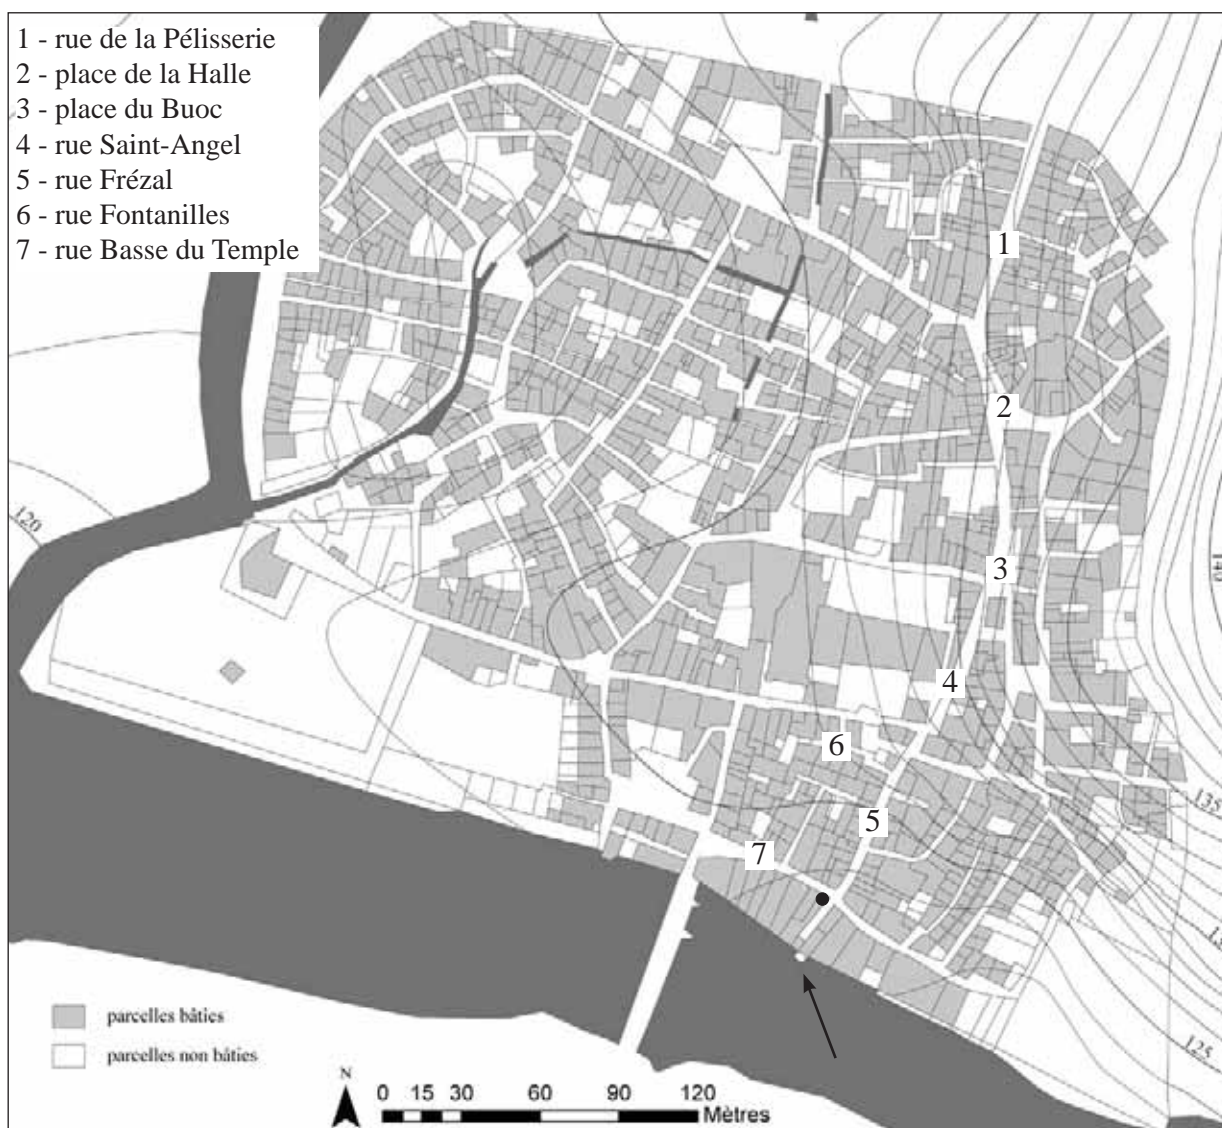 1 - rue de la Pélisserie
2 - place de la Halle
3 - place du Buoc
4 - rue Saint-Angel
5 - rue Frézal
6 - rue Fontanilles
7 - rue Basse du Temple
1
2
120
3
140
4
6
135
5
7
125
parcelles bâties
parcelles non bâties
N
0 15 30 60 90 120
Mètres